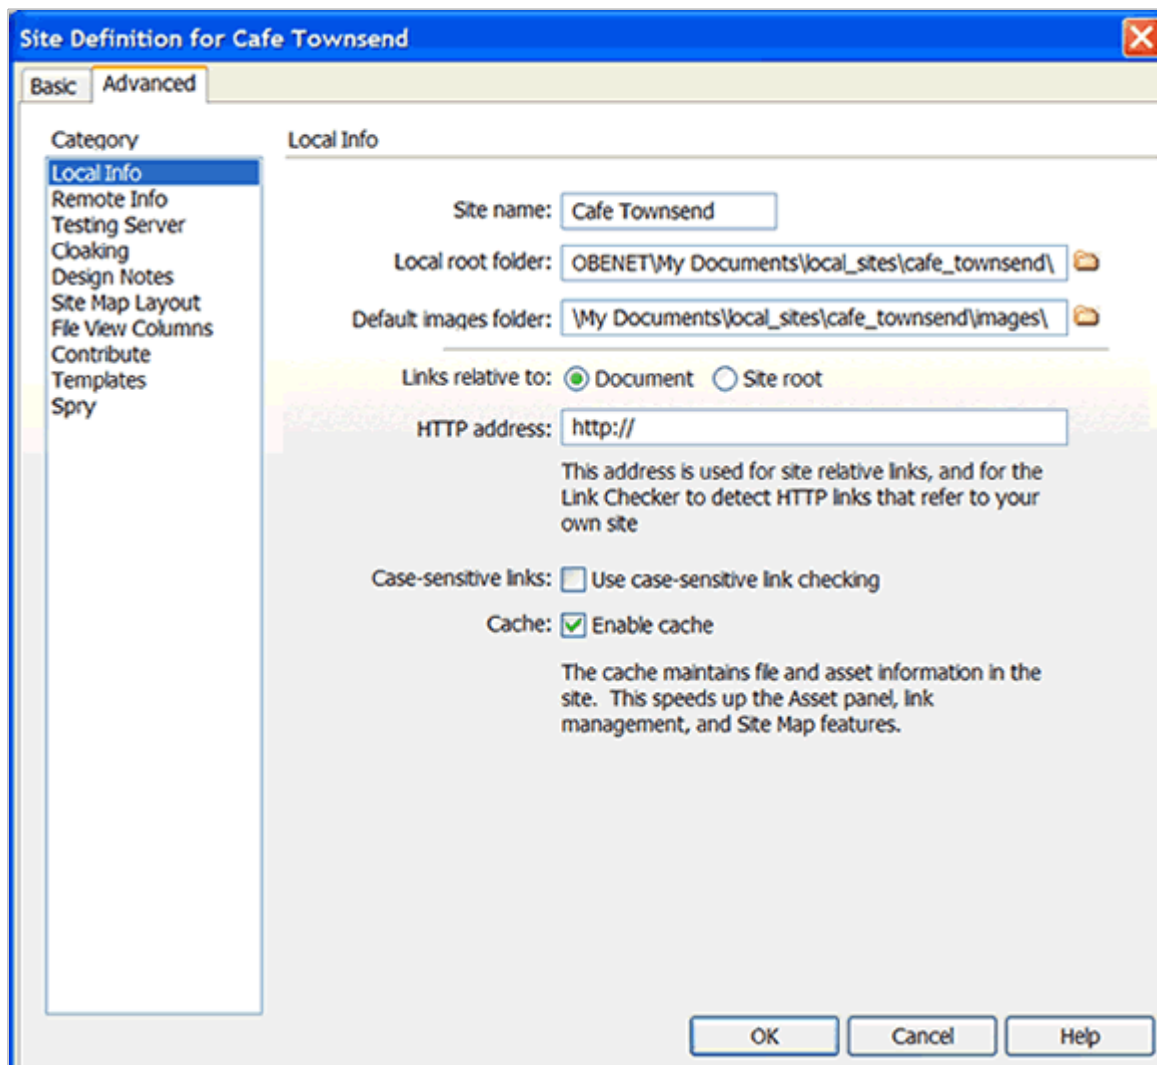 Site Definition for Cafe Townsend
Basic
Advanced
Category
Local Info
Remote Info
Testing Server
Cloaking
Design Notes
Site Map Layout
File View Columns
Contribute
Templates
Spry
Local Info
Site name: Cafe Townsend
Local root folder: OBENET\My Documents\local_sites\cafe_townsend\
Default images folder: \My Documents\local_sites\cafe_townsend\images\
Links relative to: Document Site root
HTTP address: http://
This address is used for site relative links, and for the
Link Checker to detect HTTP links that refer to your
own site
Case-sensitive links: Use case-sensitive link checking
Cache: Enable cache
The cache maintains file and asset information in the
site. This speeds up the Asset panel, link
management, and Site Map features.
OK
Cancel
Help